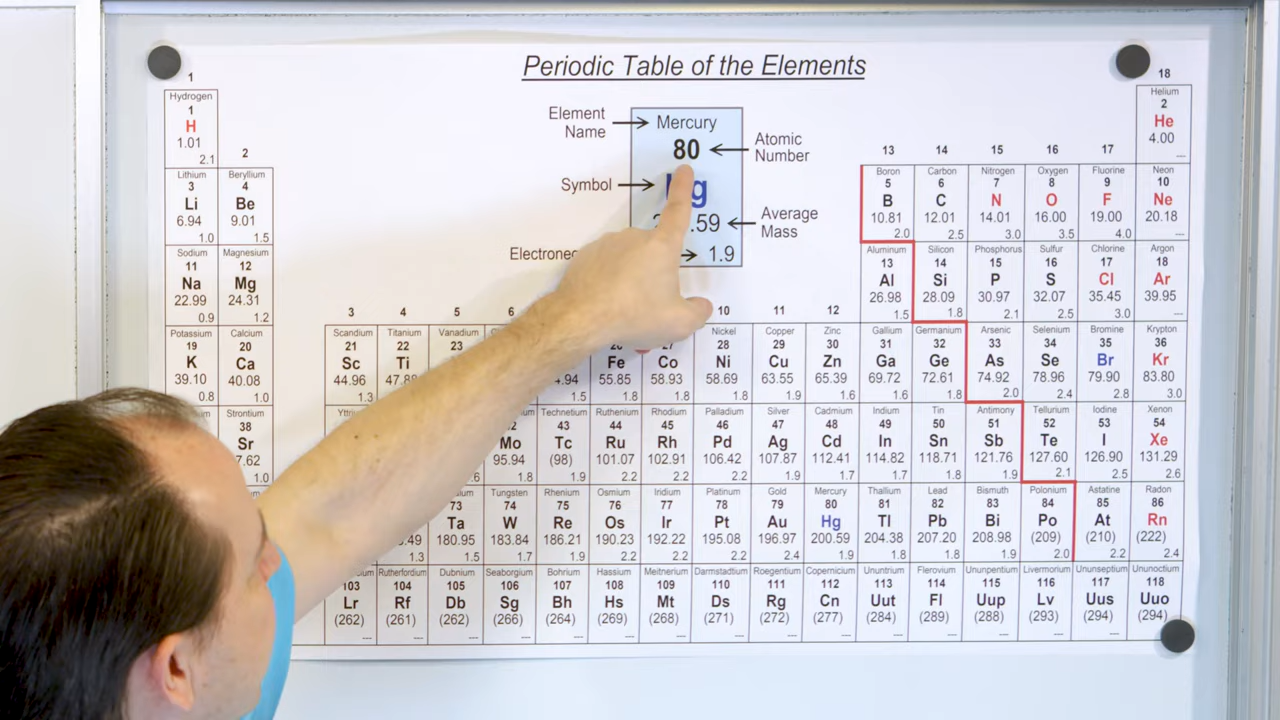 Periodic Table of the Elements
Element Name
Mercury
80
Atomic Number
Symbol
g
.59
Average Mass
1.9
1 18
Hydrogen Helium
1 2
H He
1.01 4.00
2.1 ---
2 13 14 15 16 17
Lithium Beryllium Boron Carbon Nitrogen Oxygen Fluorine Neon
3 4 5 6 7 8 9 10
Li Be B C N O F Ne
6.94 9.01 10.81 12.01 14.01 16.00 19.00 20.18
1.0 1.5 2.0 2.5 3.0 3.5 4.0 ---
Sodium Magnesium Aluminum Silicon Phosphorus Sulfur Chlorine Argon
11 12 13 14 15 16 17 18
Na Mg Al Si P S Cl Ar
22.99 24.31 26.98 28.09 30.97 32.07 35.45 39.95
0.9 1.2 1.5 1.8 2.1 2.5 3.0 ---
3 4 5 6 10 11 12
Potassium Calcium Scandium Titanium Vanadium Nickel Copper Zinc Gallium Germanium Arsenic Selenium Bromine Krypton
19 20 21 22 23 28 29 30 31 32 33 34 35 36
K Ca Sc Ti Fe Co Ni Cu Zn Ga Ge As Se Br Kr
39.10 40.08 44.96 55.85 58.93 58.69 63.55 65.39 69.72 72.61 74.92 78.96 79.90 83.80
0.8 1.0 1.3 1.5 1.8 1.8 1.8 1.9 1.6 1.6 1.8 2.0 2.4 2.8 3.0
Strontium Technetium Ruthenium Rhodium Palladium Silver Cadmium Indium Tin Antimony Tellurium Iodine Xenon
38 43 44 45 46 47 48 49 50 51 52 53 54
Sr Mo Tc Ru Rh Pd Ag Cd In Sn Sb Te I Xe
95.94 (98) 101.07 102.91 106.42 107.87 112.41 114.82 118.71 121.76 127.60 126.90 131.29
1.0 1.8 1.9 2.2 2.2 2.2 1.9 1.7 1.7 1.8 1.9 2.1 2.5 2.6
Tungsten Rhenium Osmium Iridium Platinum Gold Mercury Thallium Lead Bismuth Polonium Astatine Radon
73 74 75 76 77 78 79 80 81 82 83 84 85 86
Ta W Re Os Ir Pt Au Hg Tl Pb Bi Po At Rn
180.95 183.84 186.21 190.23 192.22 195.08 196.97 200.59 204.38 207.20 208.98 (209) (210) (222)
1.3 1.5 1.7 1.9 2.2 2.2 2.2 2.4 1.9 1.8 1.8 1.9 2.0 2.2 2.4
Rutherfordium Dubnium Seaborgium Bohrium Hassium Meitnerium Darmstadtium Roegentium Copernicium Ununtrium Flerovium Ununpentium Livermorium Ununseptium Ununoctium
103 104 105 106 107 108 109 110 111 112 113 114 115 116 117 118
Lr Rf Db Sg Bh Hs Mt Ds Rg Cn Uut Fl Uup Lv Uus Uuo
(262) (261) (262) (266) (264) (269) (268) (271) (272) (277) (284) (289) (288) (293) (294) (294)
--- --- --- --- --- --- --- --- --- --- --- --- --- --- --- ---